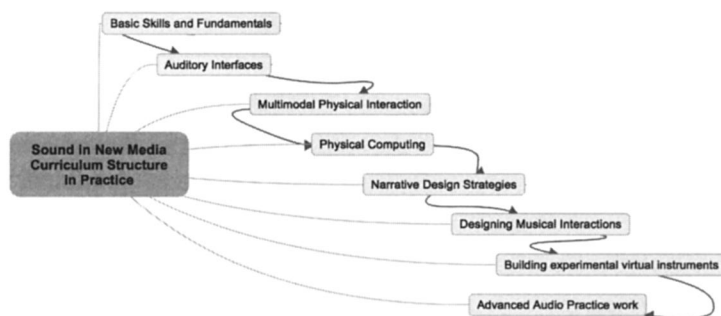 Basic Skills and Fundamentals
Auditory Interfaces
Multimodal Physical Interaction
Physical Computing
Sound in New Media
Curriculum Structure
in Practice
Narrative Design Strategies
Designing Musical Interactions
Building experimental virtual instruments
Advanced Audio Practice work